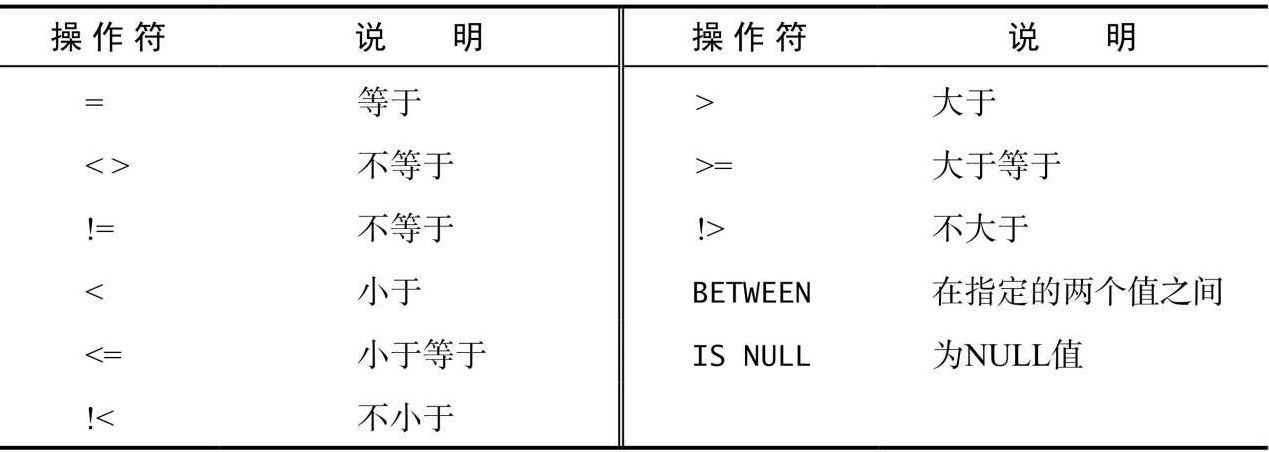 操作符 说 明 操作符 说 明
= 等于 > 大于
< > 不等于 >= 大于等于
!= 不等于 !> 不大于
< 小于 BETWEEN 在指定的两个值之间
<= 小于等于 IS NULL 为NULL值
!< 不小于